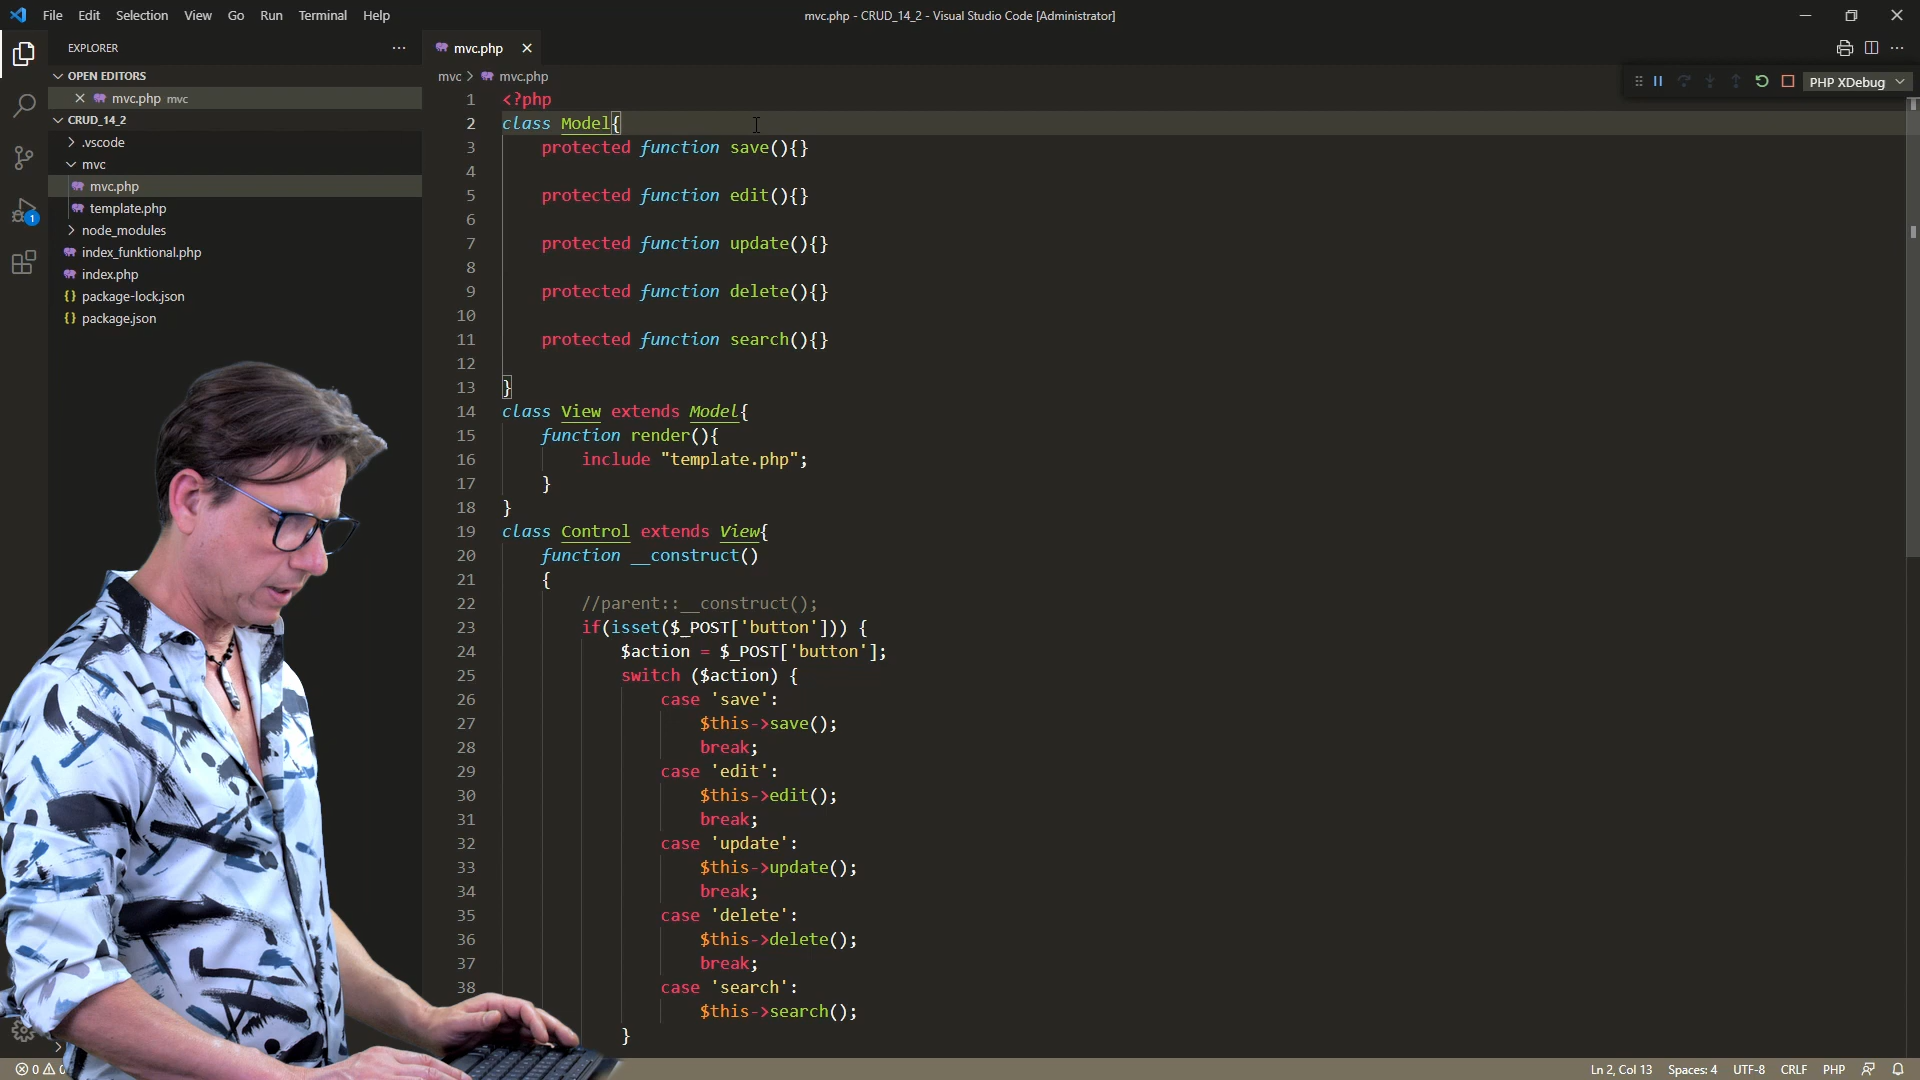 File Edit Selection View Go Run Terminal Help
mvc.php - CRUD_14_2 - Visual Studio Code [Administrator]
EXPLORER
OPEN EDITORS
mvc.php mvc
CRUD_14_2
.vscode
mvc
mvc.php
template.php
node_modules
index_funktional.php
index.php
{} package-lock.json
{} package.json
1
mvc.php
mvc > mvc.php
PHP XDebug
1 <?php
2 class Model{
3 protected function save(){}
4
5 protected function edit(){}
6
7 protected function update(){}
8
9 protected function delete(){}
10
11 protected function search(){}
12
13 }
14 class View extends Model{
15 function render(){
16 include "template.php";
17 }
18 }
19 class Control extends View{
20 function __construct()
21 {
22 //parent::__construct();
23 if(isset($_POST['button'])) {
24 $action = $_POST['button'];
25 switch ($action) {
26 case 'save':
27 $this->save();
28 break;
29 case 'edit':
30 $this->edit();
31 break;
32 case 'update':
33 $this->update();
34 break;
35 case 'delete':
36 $this->delete();
37 break;
38 case 'search':
$this->search();
}
0 0
Ln 2, Col 13 Spaces: 4 UTF-8 CRLF PHP